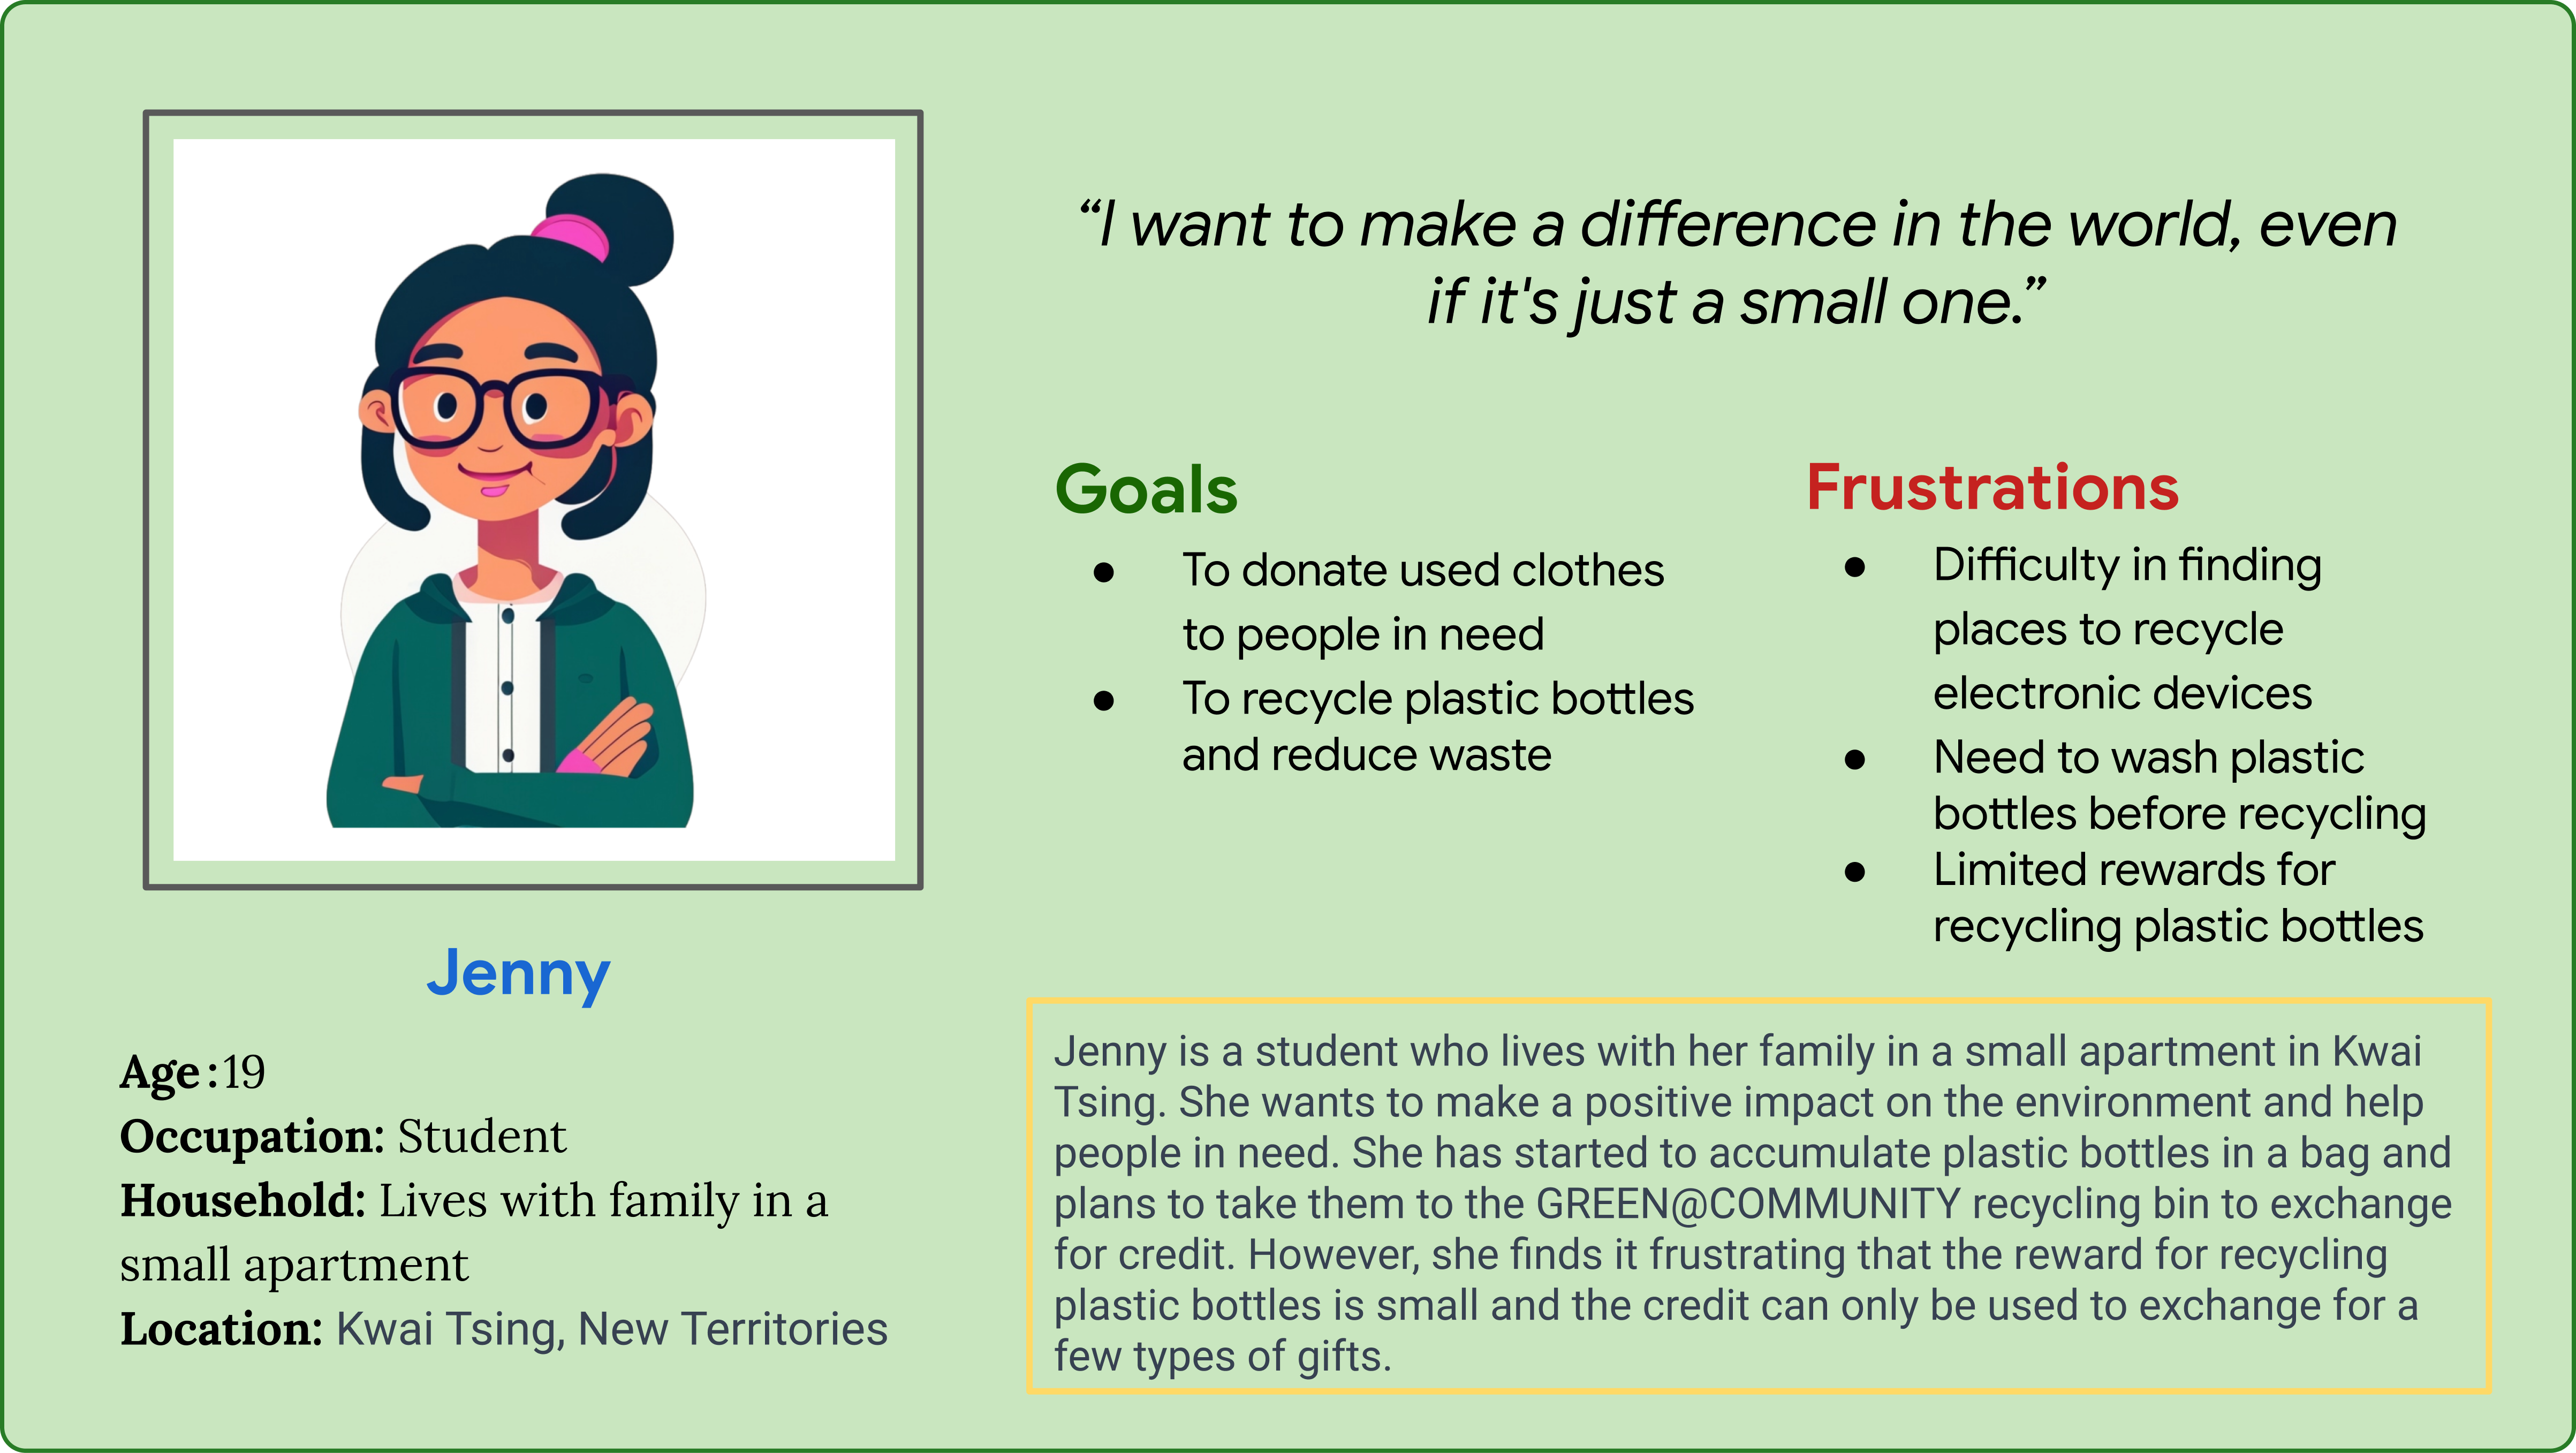 “I want to make a difference in the world, even
if it's just a small one.”
Goals
● To donate used clothes
to people in need
● To recycle plastic bottles
and reduce waste
Frustrations
● Difficulty in finding
places to recycle
electronic devices
● Need to wash plastic
bottles before recycling
● Limited rewards for
recycling plastic bottles
Jenny
Age :19
Occupation: Student
Household: Lives with family in a
small apartment
Location: Kwai Tsing, New Territories
Jenny is a student who lives with her family in a small apartment in Kwai
Tsing. She wants to make a positive impact on the environment and help
people in need. She has started to accumulate plastic bottles in a bag and
plans to take them to the GREEN@COMMUNITY recycling bin to exchange
for credit. However, she finds it frustrating that the reward for recycling
plastic bottles is small and the credit can only be used to exchange for a
few types of gifts.